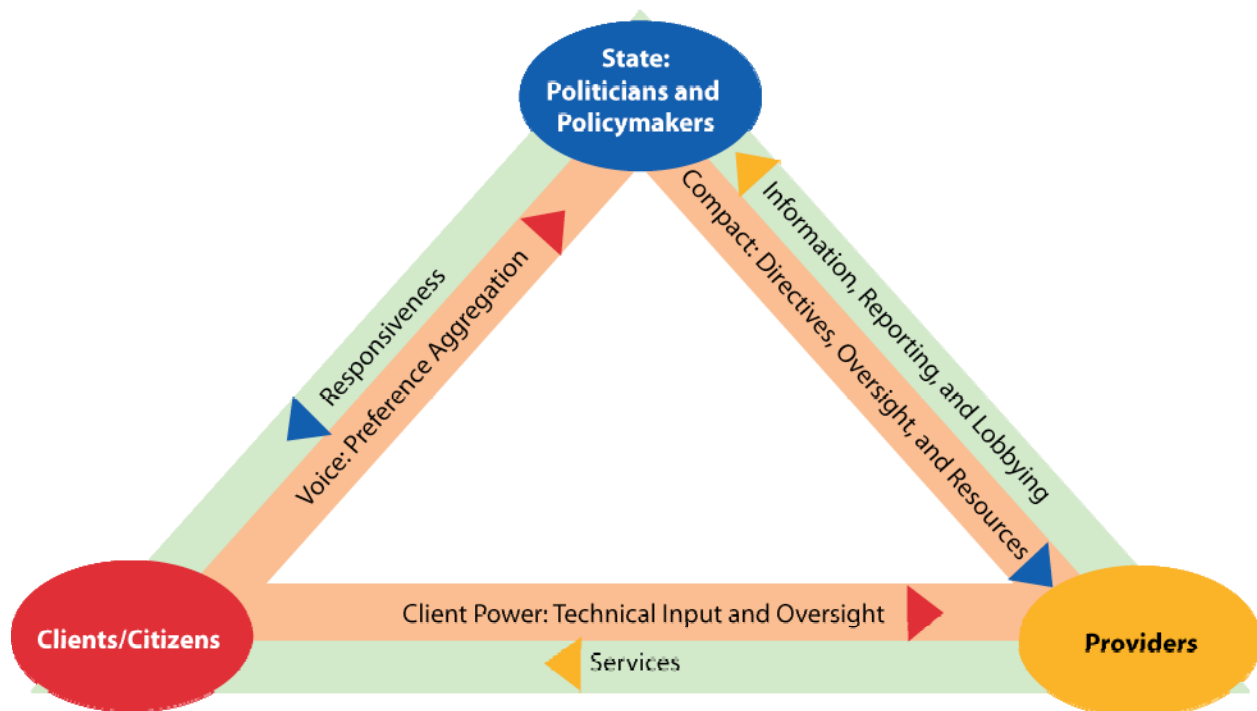 State:
Politicians and
Policymakers
Responsiveness
Voice: Preference Aggregation
Compact: Directives, Oversight, and Resources
Information, Reporting, and Lobbying
Clients/Citizens
Client Power: Technical Input and Oversight
Services
Providers